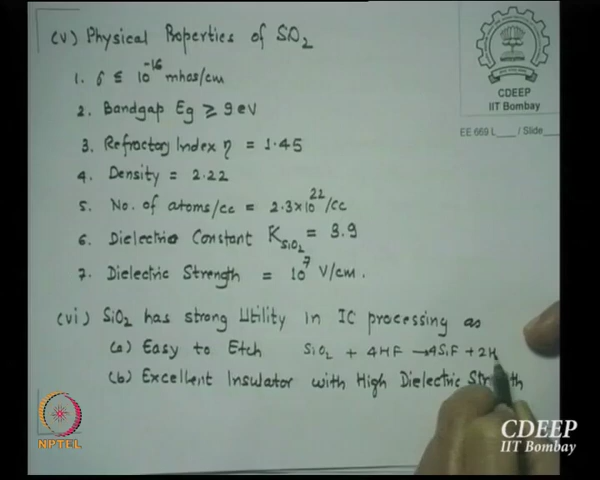 (v) Physical Properties of SiO2
1. σ ≤ 10^-16 mhos/cm
2. Bandgap Eg ≥ 9 eV
3. Refractory Index η = 1.45
4. Density = 2.22
5. No. of atoms/cc = 2.3×10^22/cc
6. Dielectric Constant K_SiO2 = 3.9
7. Dielectric Strength = 10^7 V/cm.
(vi) SiO2 has strong Utility in IC processing as
(a) Easy to Etch SiO2 + 4HF → 4SiF + 2H
(b) Excellent Insulator with High Dielectric Strength
CDEEP
IIT Bombay
EE 669 L___ / Slide___
NPTEL
CDEEP
IIT Bombay